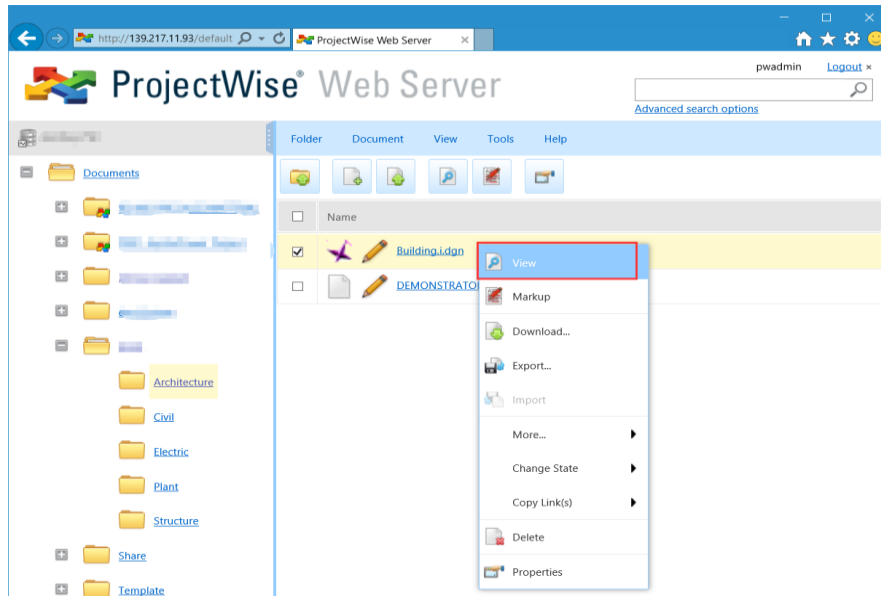 http://139.217.11.93/default
ProjectWise Web Server
ProjectWise® Web Server
pwadmin
Logout
Advanced search options
Folder Document View Tools Help
Documents
Name
Building.i.dgn
DEMONSTRATO
View
Markup
Download...
Export...
Import
More...
Change State
Copy Link(s)
Delete
Properties
Architecture
Civil
Electric
Plant
Structure
Share
Template